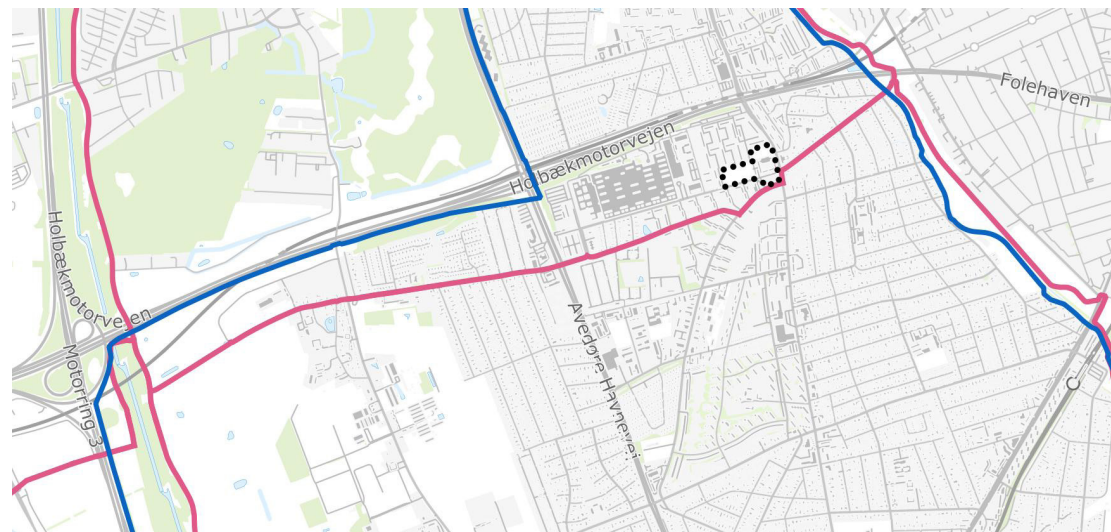 Folehaven
Holbækmotorvejen
Holbækmotorvejen
Motorring 3
Avedøre Havnevej
C